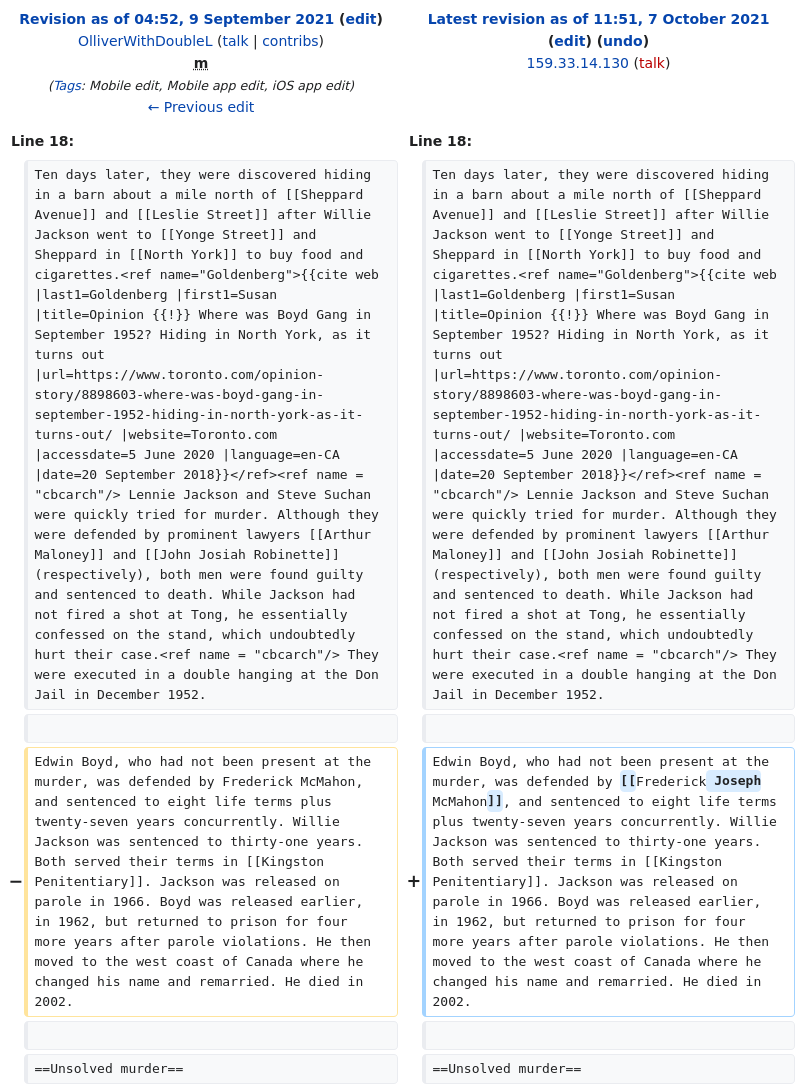 Revision as of 04:52, 9 September 2021 (edit)
OlliverWithDoubleL (talk | contribs)
m
(Tags: Mobile edit, Mobile app edit, iOS app edit)
← Previous edit
Latest revision as of 11:51, 7 October 2021
(edit) (undo)
159.33.14.130 (talk)
Line 18:
Ten days later, they were discovered hiding
in a barn about a mile north of [[Sheppard
Avenue]] and [[Leslie Street]] after Willie
Jackson went to [[Yonge Street]] and
Sheppard in [[North York]] to buy food and
cigarettes.<ref name="Goldenberg">{{cite web
|last1=Goldenberg |first1=Susan
|title=Opinion {{!}} Where was Boyd Gang in
September 1952? Hiding in North York, as it
turns out
|url=https://www.toronto.com/opinion-
story/8898603-where-was-boyd-gang-in-
september-1952-hiding-in-north-york-as-it-
turns-out/ |website=Toronto.com
|accessdate=5 June 2020 |language=en-CA
|date=20 September 2018}}</ref><ref name =
"cbcarch"/> Lennie Jackson and Steve Suchan
were quickly tried for murder. Although they
were defended by prominent lawyers [[Arthur
Maloney]] and [[John Josiah Robinette]]
(respectively), both men were found guilty
and sentenced to death. While Jackson had
not fired a shot at Tong, he essentially
confessed on the stand, which undoubtedly
hurt their case.<ref name = "cbcarch"/> They
were executed in a double hanging at the Don
Jail in December 1952.
Line 18:
Ten days later, they were discovered hiding
in a barn about a mile north of [[Sheppard
Avenue]] and [[Leslie Street]] after Willie
Jackson went to [[Yonge Street]] and
Sheppard in [[North York]] to buy food and
cigarettes.<ref name="Goldenberg">{{cite web
|last1=Goldenberg |first1=Susan
|title=Opinion {{!}} Where was Boyd Gang in
September 1952? Hiding in North York, as it
turns out
|url=https://www.toronto.com/opinion-
story/8898603-where-was-boyd-gang-in-
september-1952-hiding-in-north-york-as-it-
turns-out/ |website=Toronto.com
|accessdate=5 June 2020 |language=en-CA
|date=20 September 2018}}</ref><ref name =
"cbcarch"/> Lennie Jackson and Steve Suchan
were quickly tried for murder. Although they
were defended by prominent lawyers [[Arthur
Maloney]] and [[John Josiah Robinette]]
(respectively), both men were found guilty
and sentenced to death. While Jackson had
not fired a shot at Tong, he essentially
confessed on the stand, which undoubtedly
hurt their case.<ref name = "cbcarch"/> They
were executed in a double hanging at the Don
Jail in December 1952.
−
Edwin Boyd, who had not been present at the
murder, was defended by Frederick McMahon,
and sentenced to eight life terms plus
twenty-seven years concurrently. Willie
Jackson was sentenced to thirty-one years.
Both served their terms in [[Kingston
Penitentiary]]. Jackson was released on
parole in 1966. Boyd was released earlier,
in 1962, but returned to prison for four
more years after parole violations. He then
moved to the west coast of Canada where he
changed his name and remarried. He died in
2002.
+
Edwin Boyd, who had not been present at the
murder, was defended by [[Frederick Joseph
McMahon]], and sentenced to eight life terms
plus twenty-seven years concurrently. Willie
Jackson was sentenced to thirty-one years.
Both served their terms in [[Kingston
Penitentiary]]. Jackson was released on
parole in 1966. Boyd was released earlier,
in 1962, but returned to prison for four
more years after parole violations. He then
moved to the west coast of Canada where he
changed his name and remarried. He died in
2002.
==Unsolved murder==
==Unsolved murder==